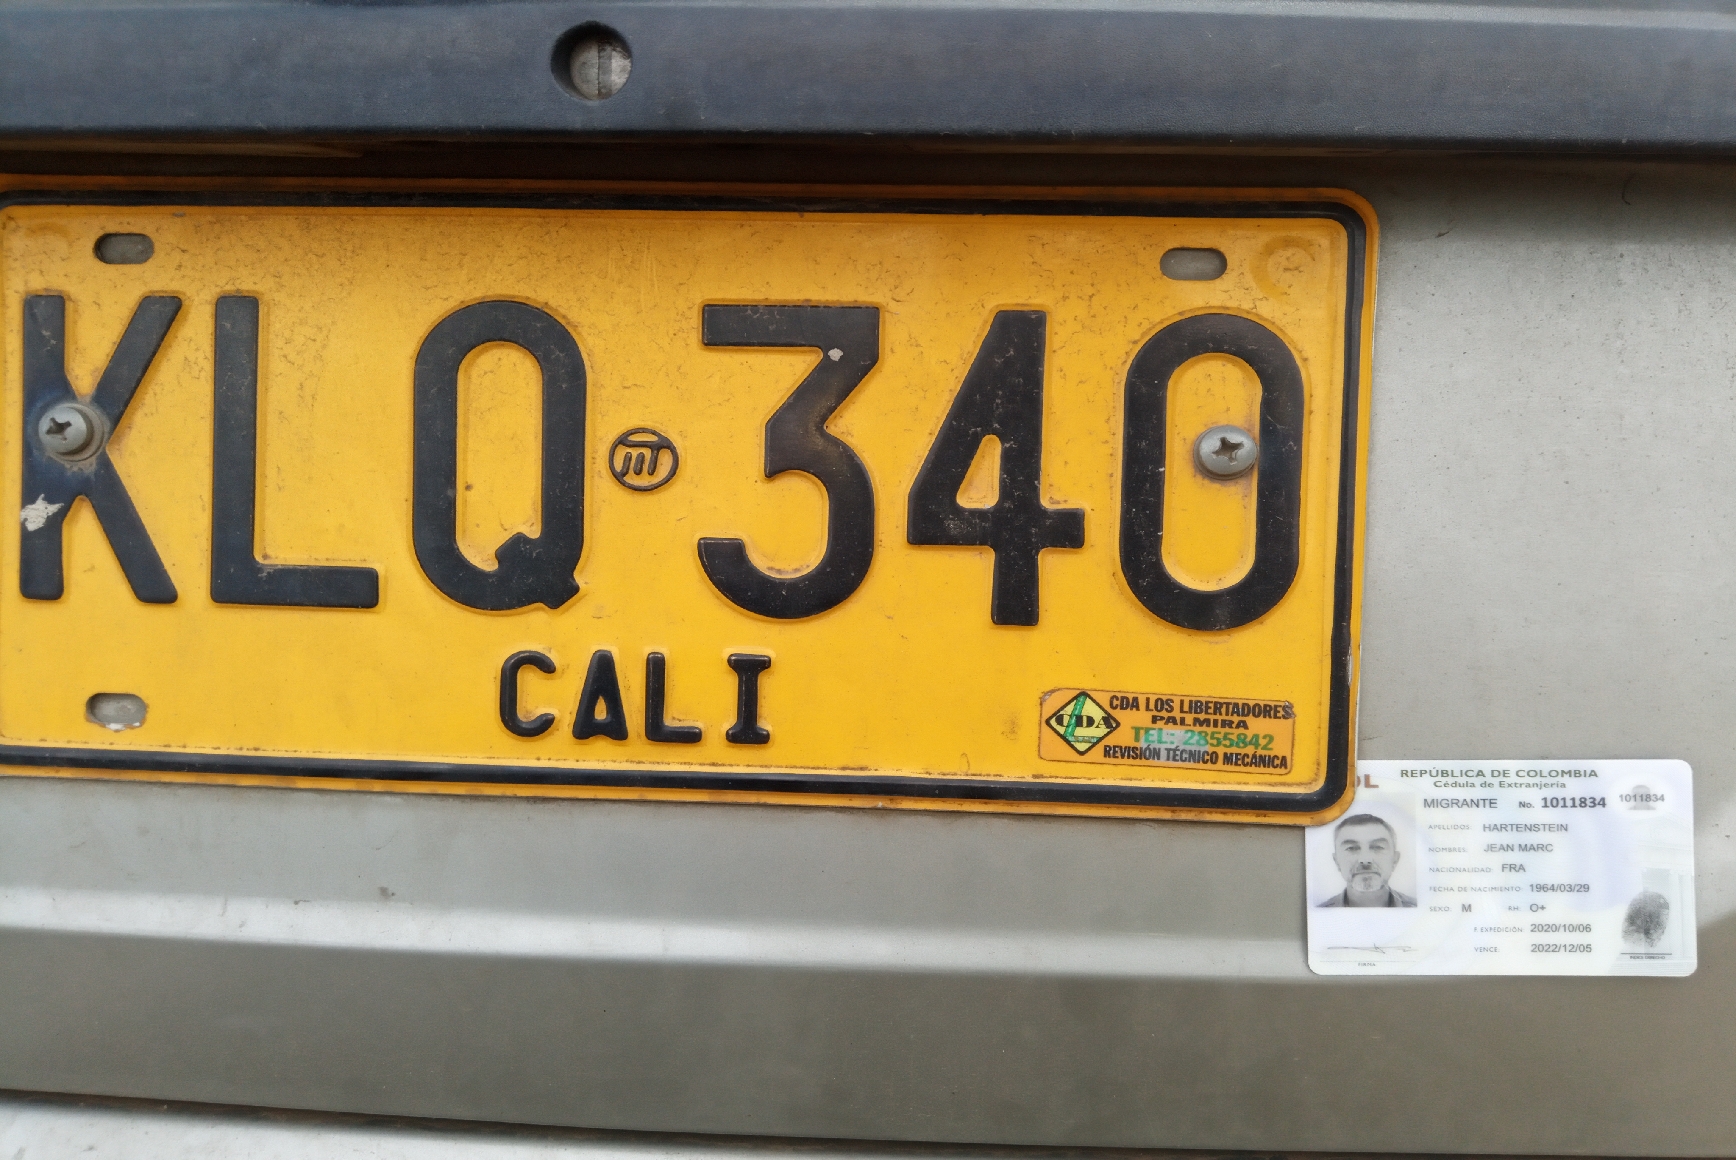 KLQ 340
CALI
CDA
CDA LOS LIBERTADORES
PALMIRA
TEL: 2855842
REVISIÓN TÉCNICO MECÁNICA
OL
REPÚBLICA DE COLOMBIA
Cédula de Extranjería
MIGRANTE No. 1011834 1011834
APELLIDOS: HARTENSTEIN
NOMBRES: JEAN MARC
NACIONALIDAD: FRA
FECHA DE NACIMIENTO: 1964/03/29
SEXO: M RH: O+
F.EXPEDICIÓN: 2020/10/06
VENCE: 2022/12/05